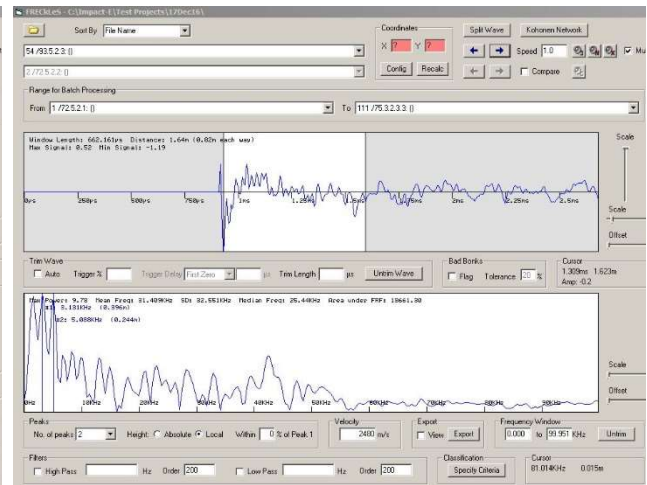 FRECkLeS - C:\Impact-E\Test Projects\17Dec16\
Sort By File Name
Coordinates
Split Wave Kohonen Network
54 /93.5.2.3: ()
X ? Y ?
Speed 1.0 Mu
2 /72.5.2.2: ()
Config Recalc
Compare
Range for Batch Processing
From 1 /72.5.2.1: () To 111 /75.3.2.3.3: ()
Window Length: 662.161µs Distance: 1.64m (0.82m each way)
Max Signal: 0.52 Min Signal: -1.19
Scale
0µs 250µs 500µs 750µs 1ms 1.5ms 1.75ms 2ms 2.25ms 2.5ms
Scale
Offset
Trim Wave
Auto Trigger % Trigger Delay First Zero µs Trim Length µs Untrim Wave
Bad Boinks
Flag Tolerance 20 %
Cursor
1.309ms 1.623m
Amp: -0.2
Max Power: 9.78 Mean Freq: 31.409KHz SD: 32.551KHz Median Freq: 25.44KHz Area under FRF: 18661.30
#1: 3.131KHz (0.396m)
#2: 5.088KHz (0.244m)
Scale
Offset
0Hz 10KHz 20KHz 30KHz 40KHz 50KHz 60KHz 70KHz 80KHz 90KHz
Peaks
No. of peaks 2 Height: Absolute Local Within 0 % of Peak 1
Velocity
2480 m/s
Export
View Export
Frequency Window
0.000 to 99.951 KHz Untrim
Filters
High Pass Hz Order 200 Low Pass Hz Order 200
Classification
Specify Criteria
Cursor
81.014KHz 0.015m